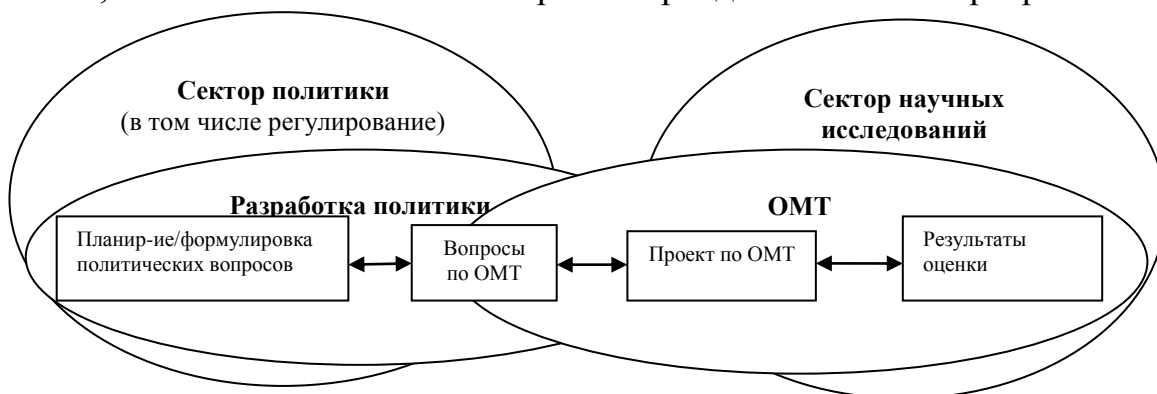 Сектор политики
(в том числе регулирование)
Сектор научных
исследований
Разработка политики
ОМТ
Планир-ие/формулировка
политических вопросов
Вопросы
по ОМТ
Проект по ОМТ
Результаты
оценки